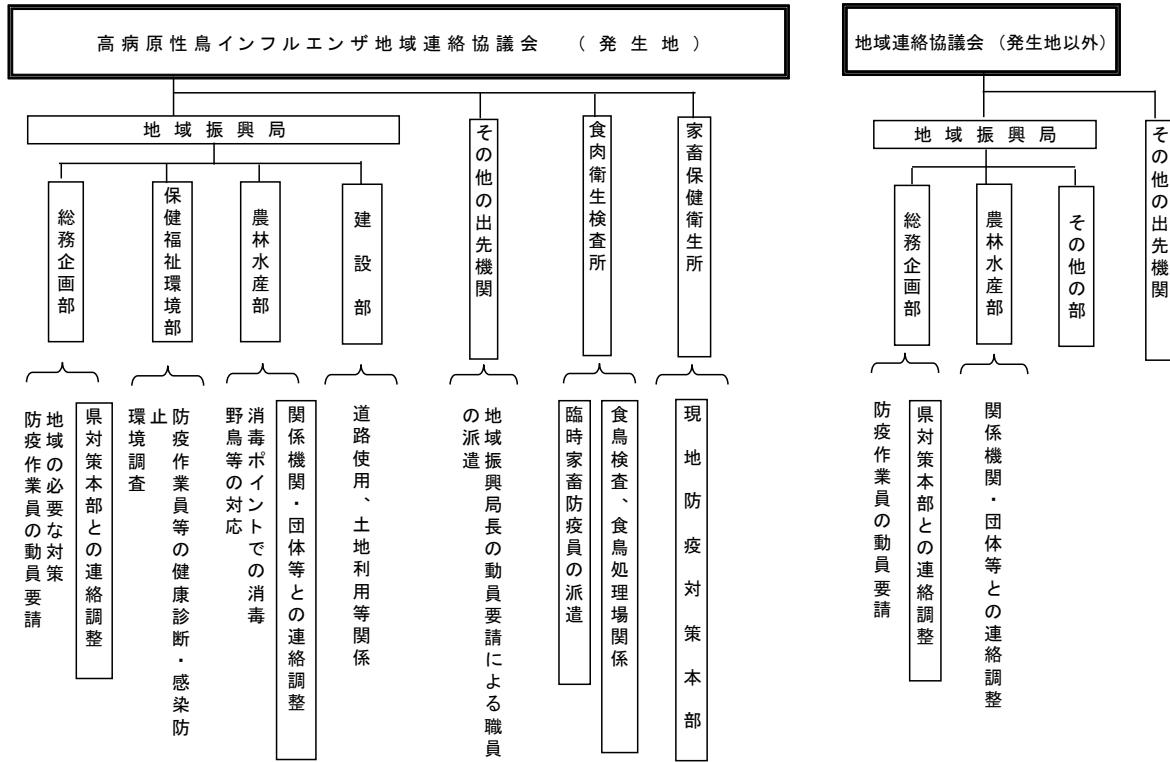 高病原性鳥インフルエンザ地域連絡協議会 （発生地）
地域振興局
総務企画部
保健福祉環境部
農林水産部
建設部
その他の出先機関
食肉衛生検査所
家畜保健衛生所
県対策本部との連絡調整
地域の必要な対策
防疫作業員の動員要請
防疫作業員等の健康診断・感染防
止
環境調査
関係機関・団体等との連絡調整
消毒ポイントでの消毒
野鳥等の対応
道路使用、土地利用等関係
地域振興局長の動員要請による職員
の派遣
食鳥検査、食鳥処理場関係
臨時家畜防疫員の派遣
現地防疫対策本部
地域連絡協議会 （発生地以外）
地域振興局
総務企画部
農林水産部
その他の部
その他の出先機関
県対策本部との連絡調整
防疫作業員の動員要請
関係機関・団体等との連絡調整